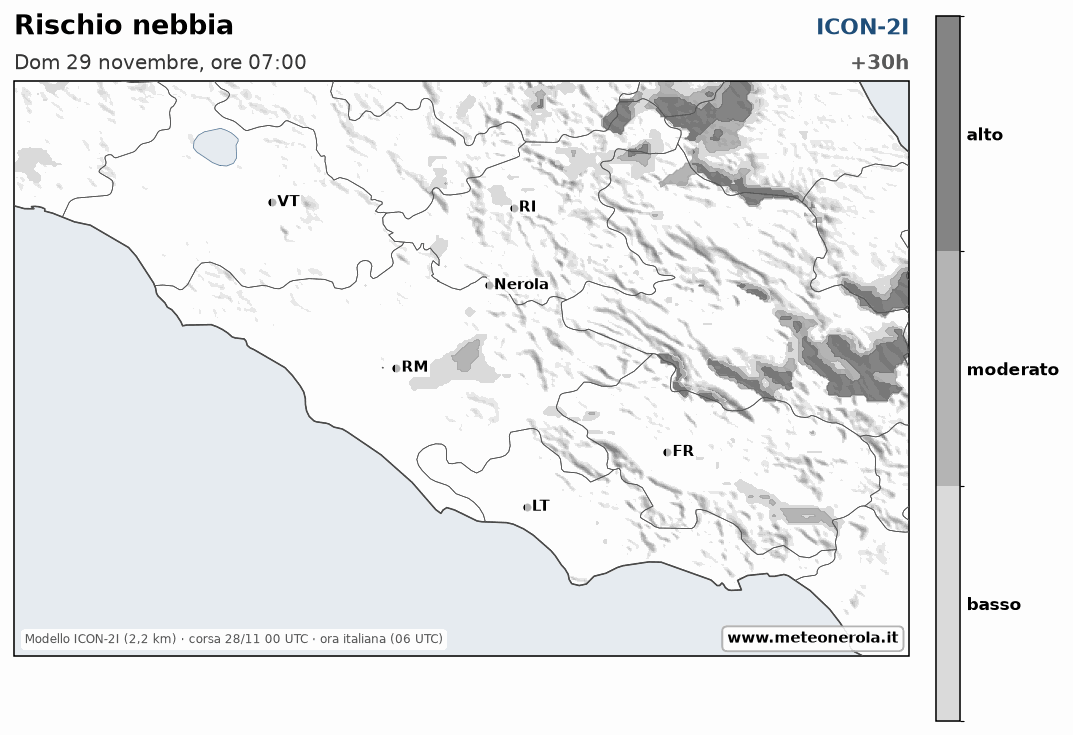 Rischio nebbia
ICON-2I
Dom 29 novembre, ore 07:00
+30h
alto
VT
RI
Nerola
RM
moderato
FR
LT
basso
Modello ICON-2I (2,2 km) · corsa 28/11 00 UTC · ora italiana (06 UTC)
www.meteonerola.it